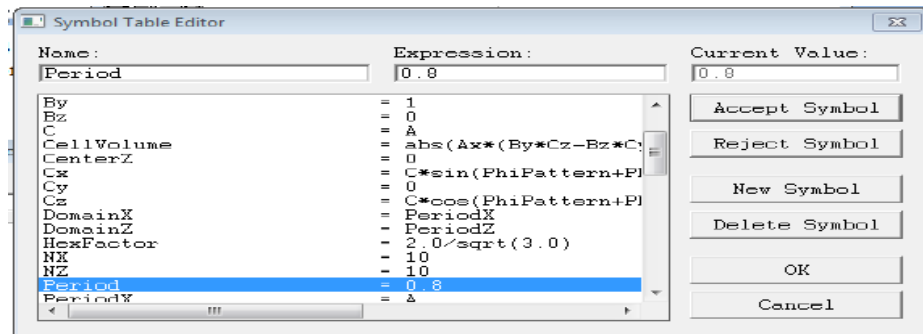 Symbol Table Editor
Name: Expression: Current Value:
Period 0.8 0.8
By = 1
Bz = 0
C = A
CellVolume = abs(Ax*(By*Cz-Bz*Cy
CenterZ = 0
Cx = C*sin(PhiPattern+Ph
Cy = 0
Cz = C*cos(PhiPattern+Ph
DomainX = PeriodX
DomainZ = PeriodZ
HexFactor = 2.0/sqrt(3.0)
NX = 10
NZ = 10
Period = 0.8
PeriodX = A
Accept Symbol
Reject Symbol
New Symbol
Delete Symbol
OK
Cancel